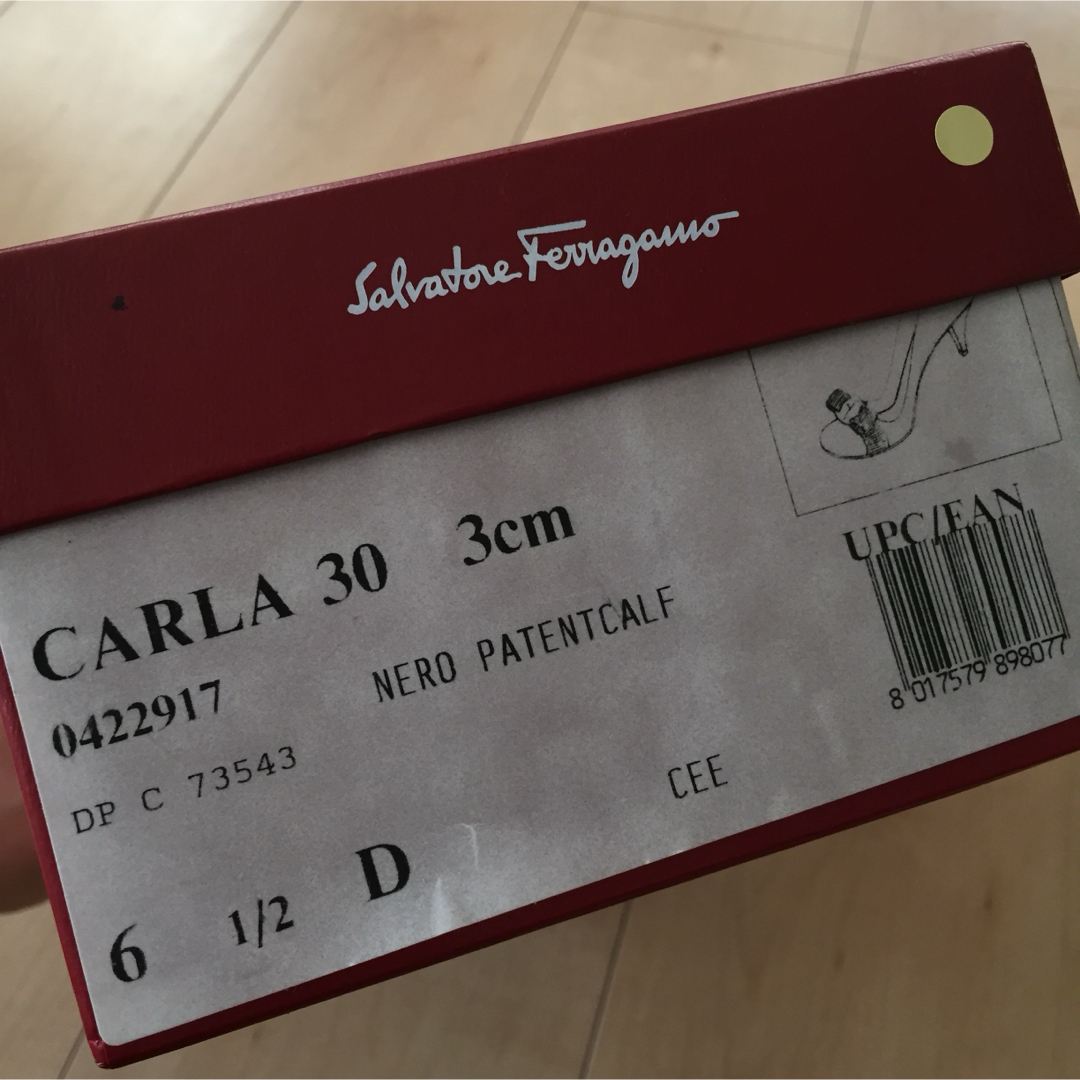 Salvatore Ferragamo
CARLA 30 3cm
UPC/EAN
0422917 NERO PATENTCALF
8 017579 898077
DP C 73543
CEE
6 1/2 D